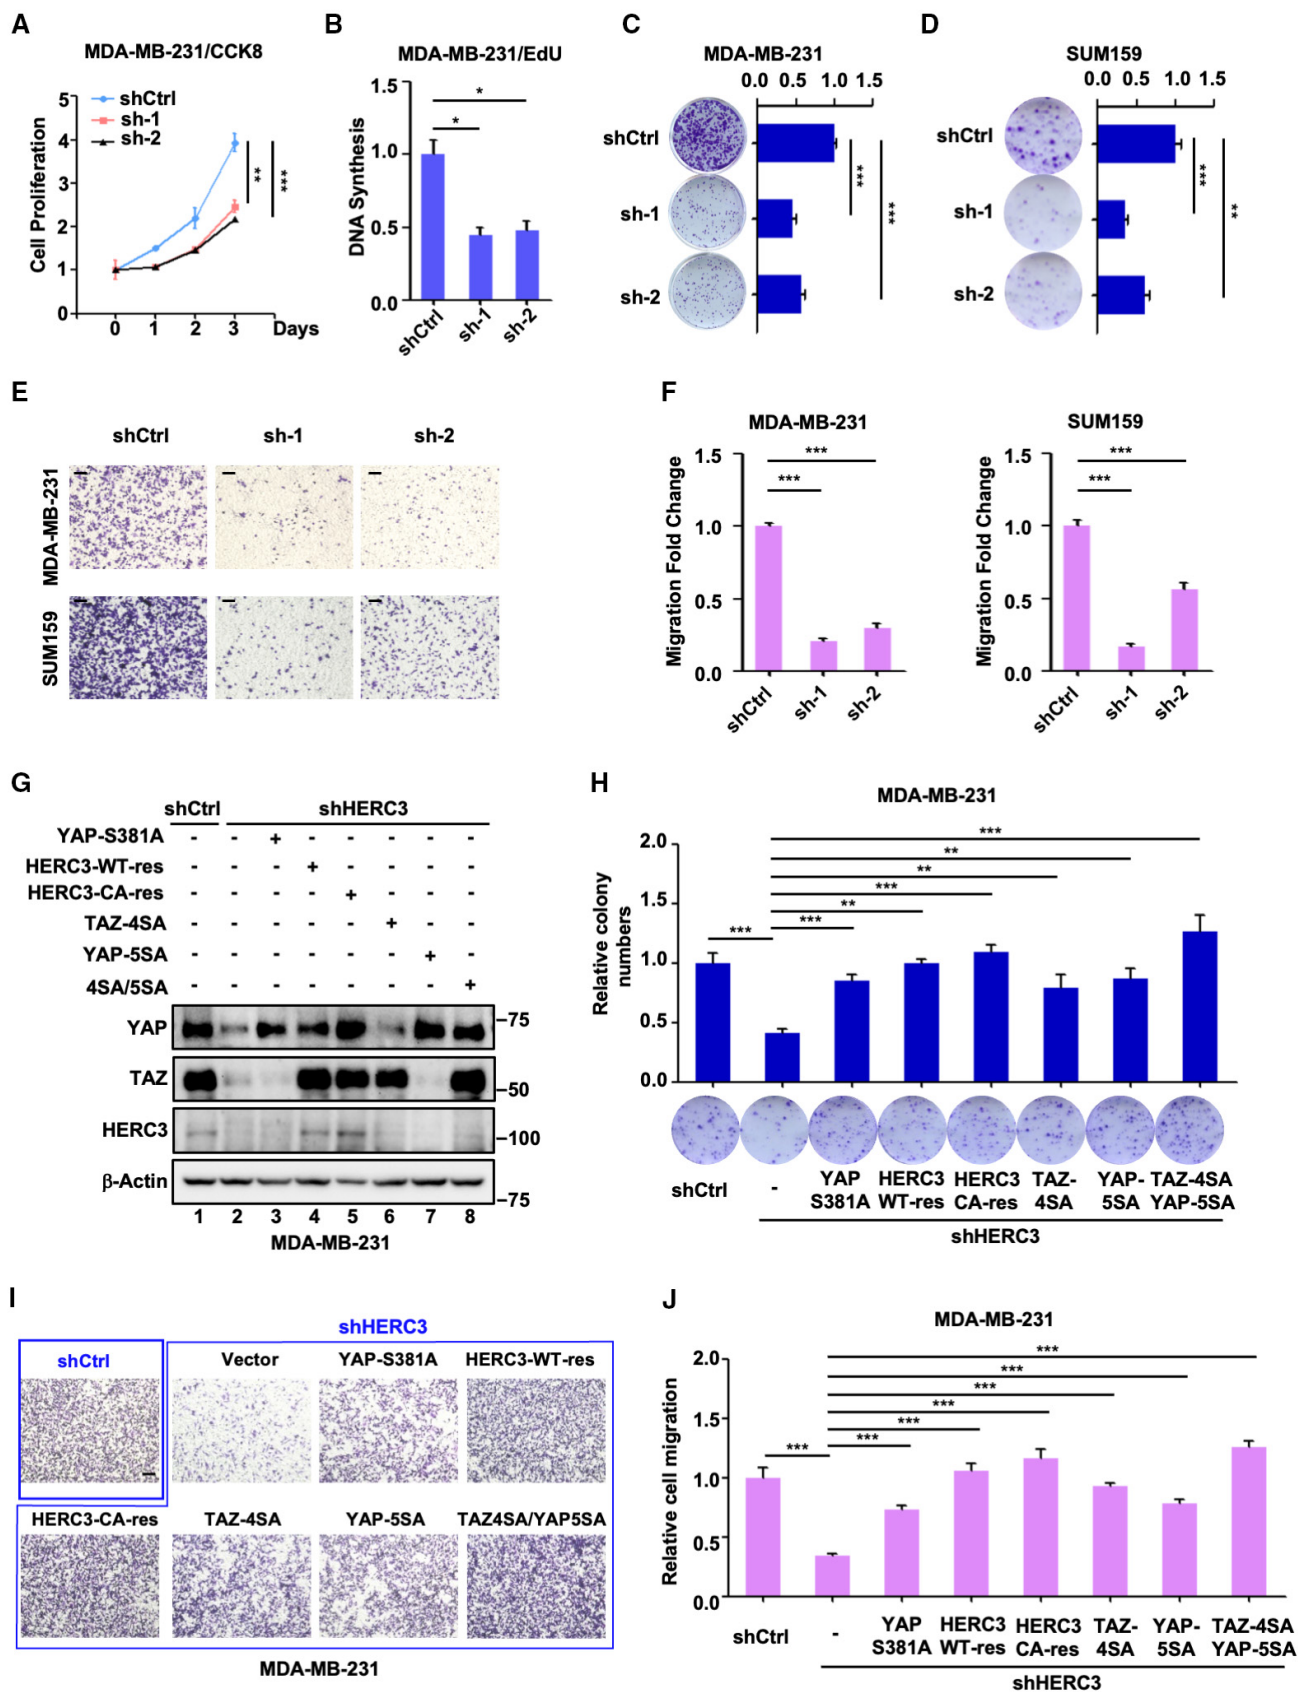 A
MDA-MB-231/CCK8
5
4
3
2
1
0
Cell Proliferation
shCtrl
sh-1
sh-2
**
***
0 1 2 3 Days
B
MDA-MB-231/EdU
1.5
1.0
0.5
0.0
DNA Synthesis
*
*
shCtrl
sh-1
sh-2
C
MDA-MB-231
0.0 0.5 1.0 1.5
shCtrl
sh-1
sh-2
***
***
D
SUM159
0.0 0.5 1.0 1.5
shCtrl
sh-1
sh-2
***
**
E
shCtrl sh-1 sh-2
MDA-MB-231
SUM159
F
MDA-MB-231
1.5
1.0
0.5
0.0
Migration Fold Change
***
***
shCtrl
sh-1
sh-2
SUM159
1.5
1.0
0.5
0.0
Migration Fold Change
***
***
shCtrl
sh-1
sh-2
G
shCtrl shHERC3
YAP-S381A - - + - - - - -
HERC3-WT-res - - - + - - - -
HERC3-CA-res - - - - + - - -
TAZ-4SA - - - - - + - -
YAP-5SA - - - - - - + -
4SA/5SA - - - - - - - +
YAP –75
TAZ –50
HERC3 –100
β-Actin –75
1 2 3 4 5 6 7 8
MDA-MB-231
H
MDA-MB-231
2.0
1.5
1.0
0.5
0.0
Relative colony
numbers
***
**
**
***
**
***
***
shCtrl - YAP HERC3 HERC3 TAZ- YAP- TAZ-4SA
S381A WT-res CA-res 4SA 5SA YAP-5SA
shHERC3
I
shHERC3
shCtrl Vector YAP-S381A HERC3-WT-res
HERC3-CA-res TAZ-4SA YAP-5SA TAZ4SA/YAP5SA
MDA-MB-231
J
MDA-MB-231
2.0
1.5
1.0
0.5
0.0
Relative cell migration
***
***
***
***
***
***
***
shCtrl - YAP HERC3 HERC3 TAZ- YAP- TAZ-4SA
S381A WT-res CA-res 4SA 5SA YAP-5SA
shHERC3